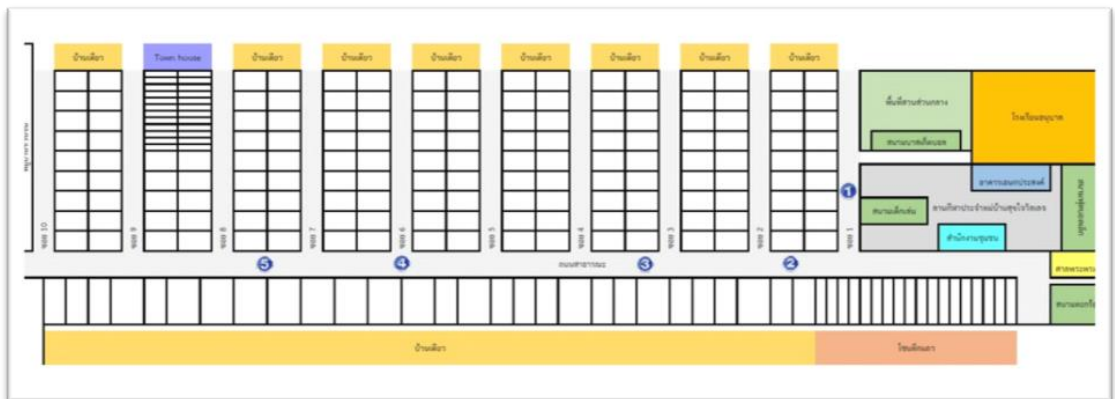 บ้านเดี่ยว
Town house
บ้านเดี่ยว
บ้านเดี่ยว
บ้านเดี่ยว
บ้านเดี่ยว
บ้านเดี่ยว
บ้านเดี่ยว
บ้านเดี่ยว
พื้นที่สวนส่วนกลาง
โรงเรียนอนุบาล
สนามบาสเก็ตบอล
อาคารเอนกประสงค์
1
สนามเด็กเล่น
สำนักงานชุมชน
ซอย 10
ซอย 9
ซอย 8
ซอย 7
ซอย 6
ซอย 5
ซอย 4
ซอย 3
ซอย 2
ซอย 1
5
4
ถนนสาธารณะ
3
2
บ้านเดี่ยว
โซนตึกแถว